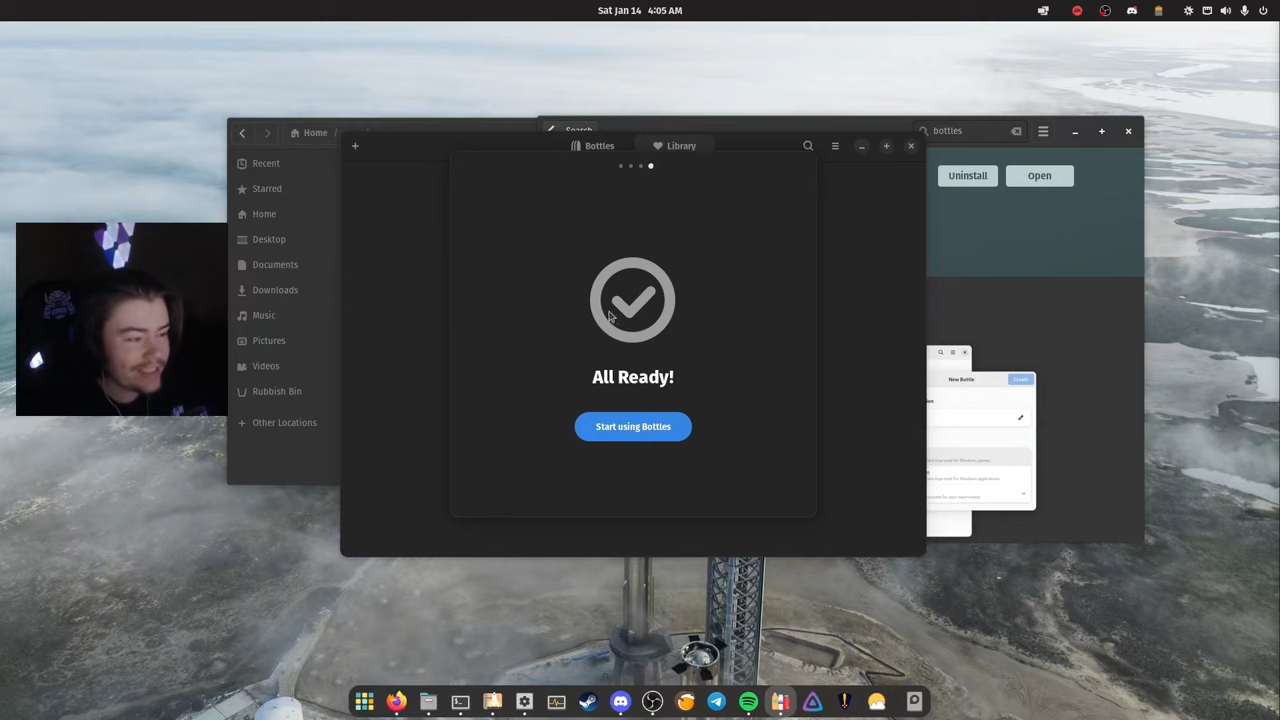 Sat Jan 14 4:05 AM
Home /
Search
bottles
Bottles
Library
Uninstall
Open
Recent
Starred
Home
Desktop
Documents
Downloads
Music
Pictures
Videos
Rubbish Bin
Other Locations
All Ready!
Start using Bottles
New Bottle
Create